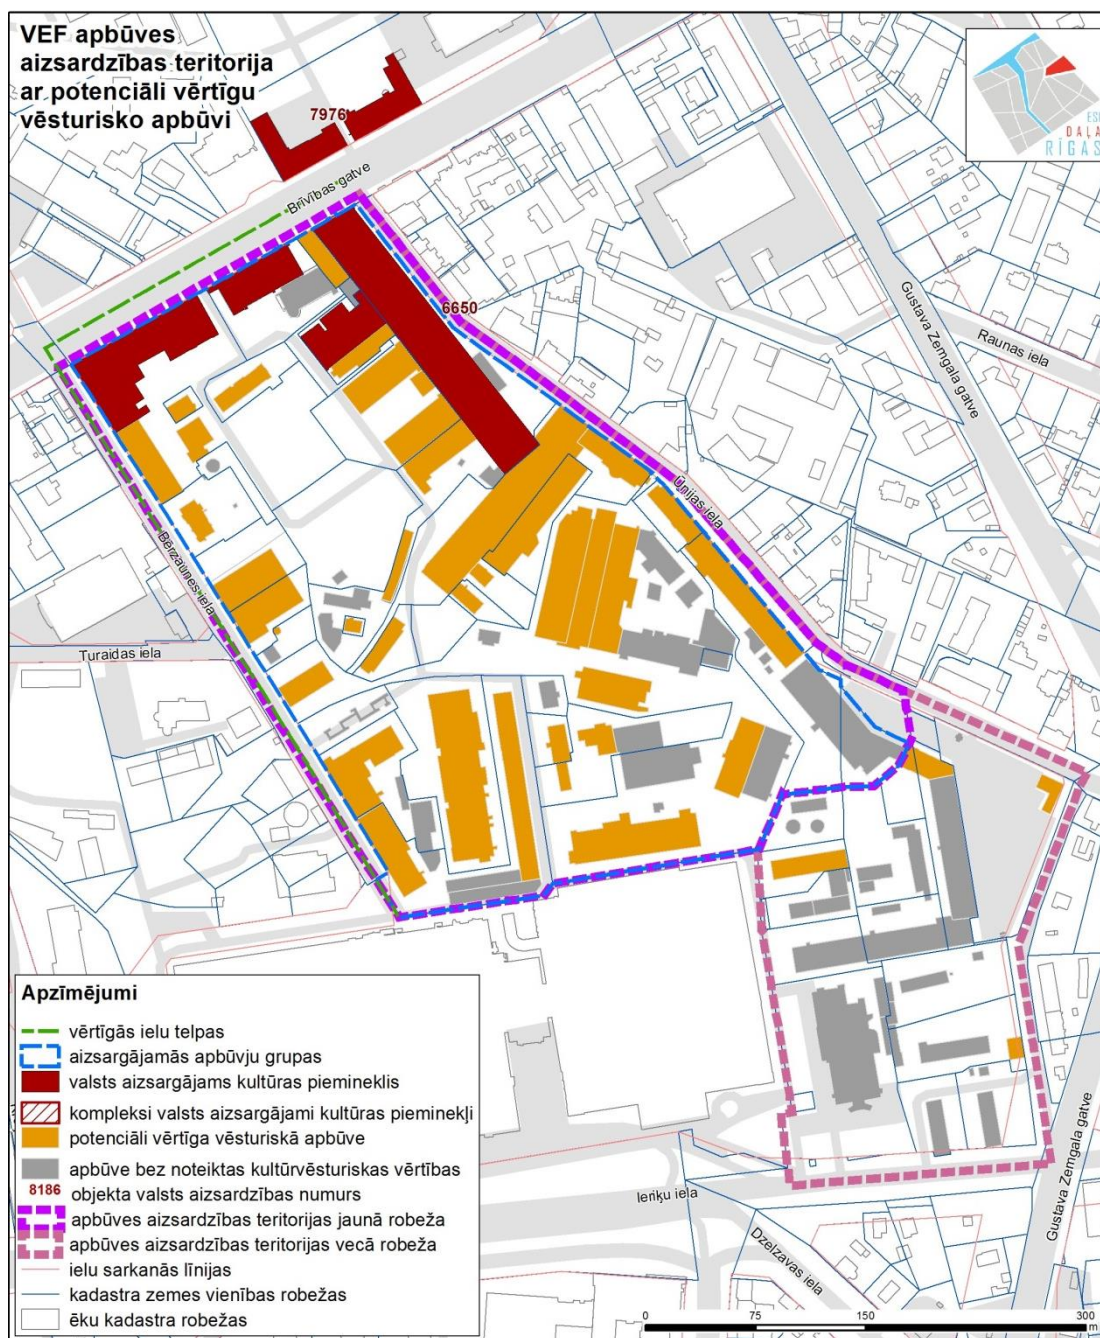 VEF apbūves
aizsardzības teritorija
ar potenciāli vērtīgu
vēsturisko apbūvi
ESI
DAĻA
RĪGAS
7976
Brīvības gatve
6650
Gustava Zemgala gatve
Raunas iela
Ūnijas iela
Bērzaunes iela
Turaidas iela
Ieriķu iela
Dzelzavas iela
Gustava Zemgala gatve
Apzīmējumi
vērtīgās ielu telpas
aizsargājamās apbūvju grupas
valsts aizsargājams kultūras piemineklis
kompleksi valsts aizsargājami kultūras pieminekļi
potenciāli vērtīga vēsturiskā apbūve
apbūve bez noteiktas kultūrvēsturiskas vērtības
8186 objekta valsts aizsardzības numurs
apbūves aizsardzības teritorijas jaunā robeža
apbūves aizsardzības teritorijas vecā robeža
ielu sarkanās līnijas
kadastra zemes vienības robežas
ēku kadastra robežas
0 75 150 300
m